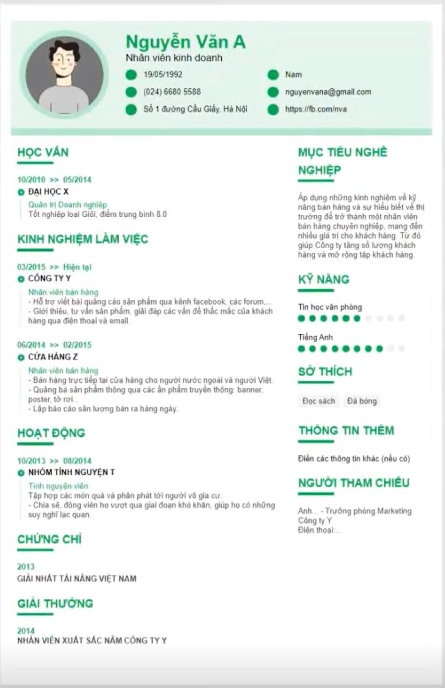 Nguyễn Văn A
Nhân viên kinh doanh
19/05/1992
Nam
(024) 6680 5588
nguyenvana@gmail.com
Số 1 đường Cầu Giấy, Hà Nội
https://fb.com/nva
HỌC VẤN
10/2010 >> 05/2014
ĐẠI HỌC X
Quản trị Doanh nghiệp
Tốt nghiệp loại Giỏi, điểm trung bình 8.0
KINH NGHIỆM LÀM VIỆC
03/2015 >> Hiện tại
CÔNG TY Y
Nhân viên bán hàng
- Hỗ trợ viết bài quảng cáo sản phẩm qua kênh facebook, các forum,...
- Giới thiệu, tư vấn sản phẩm, giải đáp các vấn đề thắc mắc của khách
hàng qua điện thoại và email.
06/2014 >> 02/2015
CỬA HÀNG Z
Nhân viên bán hàng
- Bán hàng trực tiếp tại cửa hàng cho người nước ngoài và người Việt.
- Quảng bá sản phẩm thông qua các ấn phẩm truyền thông: banner,
poster, tờ rơi...
- Lập báo cáo sản lượng bán ra hàng ngày.
HOẠT ĐỘNG
10/2013 >> 08/2014
NHÓM TÌNH NGUYỆN T
Tình nguyện viên
Tập hợp các món quà và phân phát tới người vô gia cư.
- Chia sẻ, động viên họ vượt qua giai đoạn khó khăn, giúp họ có những
suy nghĩ lạc quan.
CHỨNG CHỈ
2013
GIẢI NHẤT TÀI NĂNG VIỆT NAM
GIẢI THƯỞNG
2014
NHÂN VIÊN XUẤT SẮC NĂM CÔNG TY Y
MỤC TIÊU NGHỀ
NGHIỆP
Áp dụng những kinh nghiệm về kỹ
năng bán hàng và sự hiểu biết về thị
trường để trở thành một nhân viên
bán hàng chuyên nghiệp, mang đến
nhiều giá trị cho khách hàng. Từ đó
giúp Công ty tăng số lượng khách
hàng và mở rộng tập khách hàng.
KỸ NĂNG
Tin học văn phòng
Tiếng Anh
SỞ THÍCH
Đọc sách Đá bóng
THÔNG TIN THÊM
Điền các thông tin khác (nếu có)
NGƯỜI THAM CHIẾU
Anh... - Trưởng phòng Marketing
Công ty Y
Điện thoại:...